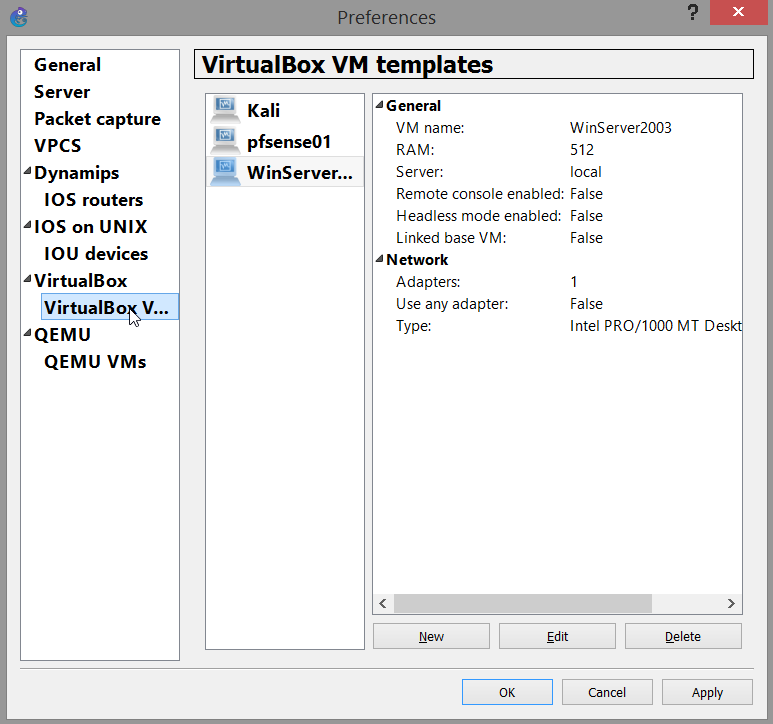 Preferences
?
General
Server
Packet capture
VPCS
Dynamips
IOS routers
IOS on UNIX
IOU devices
VirtualBox
VirtualBox V...
QEMU
QEMU VMs
VirtualBox VM templates
Kali
pfsense01
WinServer...
General
VM name: WinServer2003
RAM: 512
Server: local
Remote console enabled: False
Headless mode enabled: False
Linked base VM: False
Network
Adapters: 1
Use any adapter: False
Type: Intel PRO/1000 MT Deskt
New Edit Delete
OK Cancel Apply